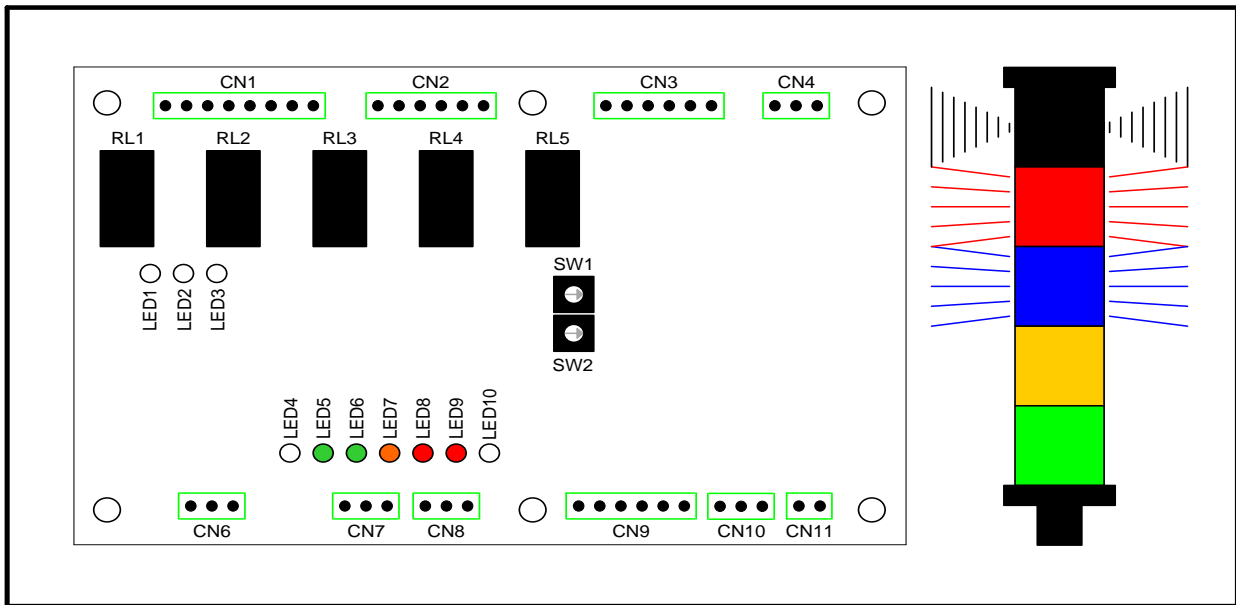 CN1 CN2 CN3 CN4
RL1 RL2 RL3 RL4 RL5
SW1
LED1 LED2 LED3
SW2
LED4 LED5 LED6 LED7 LED8 LED9 LED10
CN6 CN7 CN8 CN9 CN10 CN11